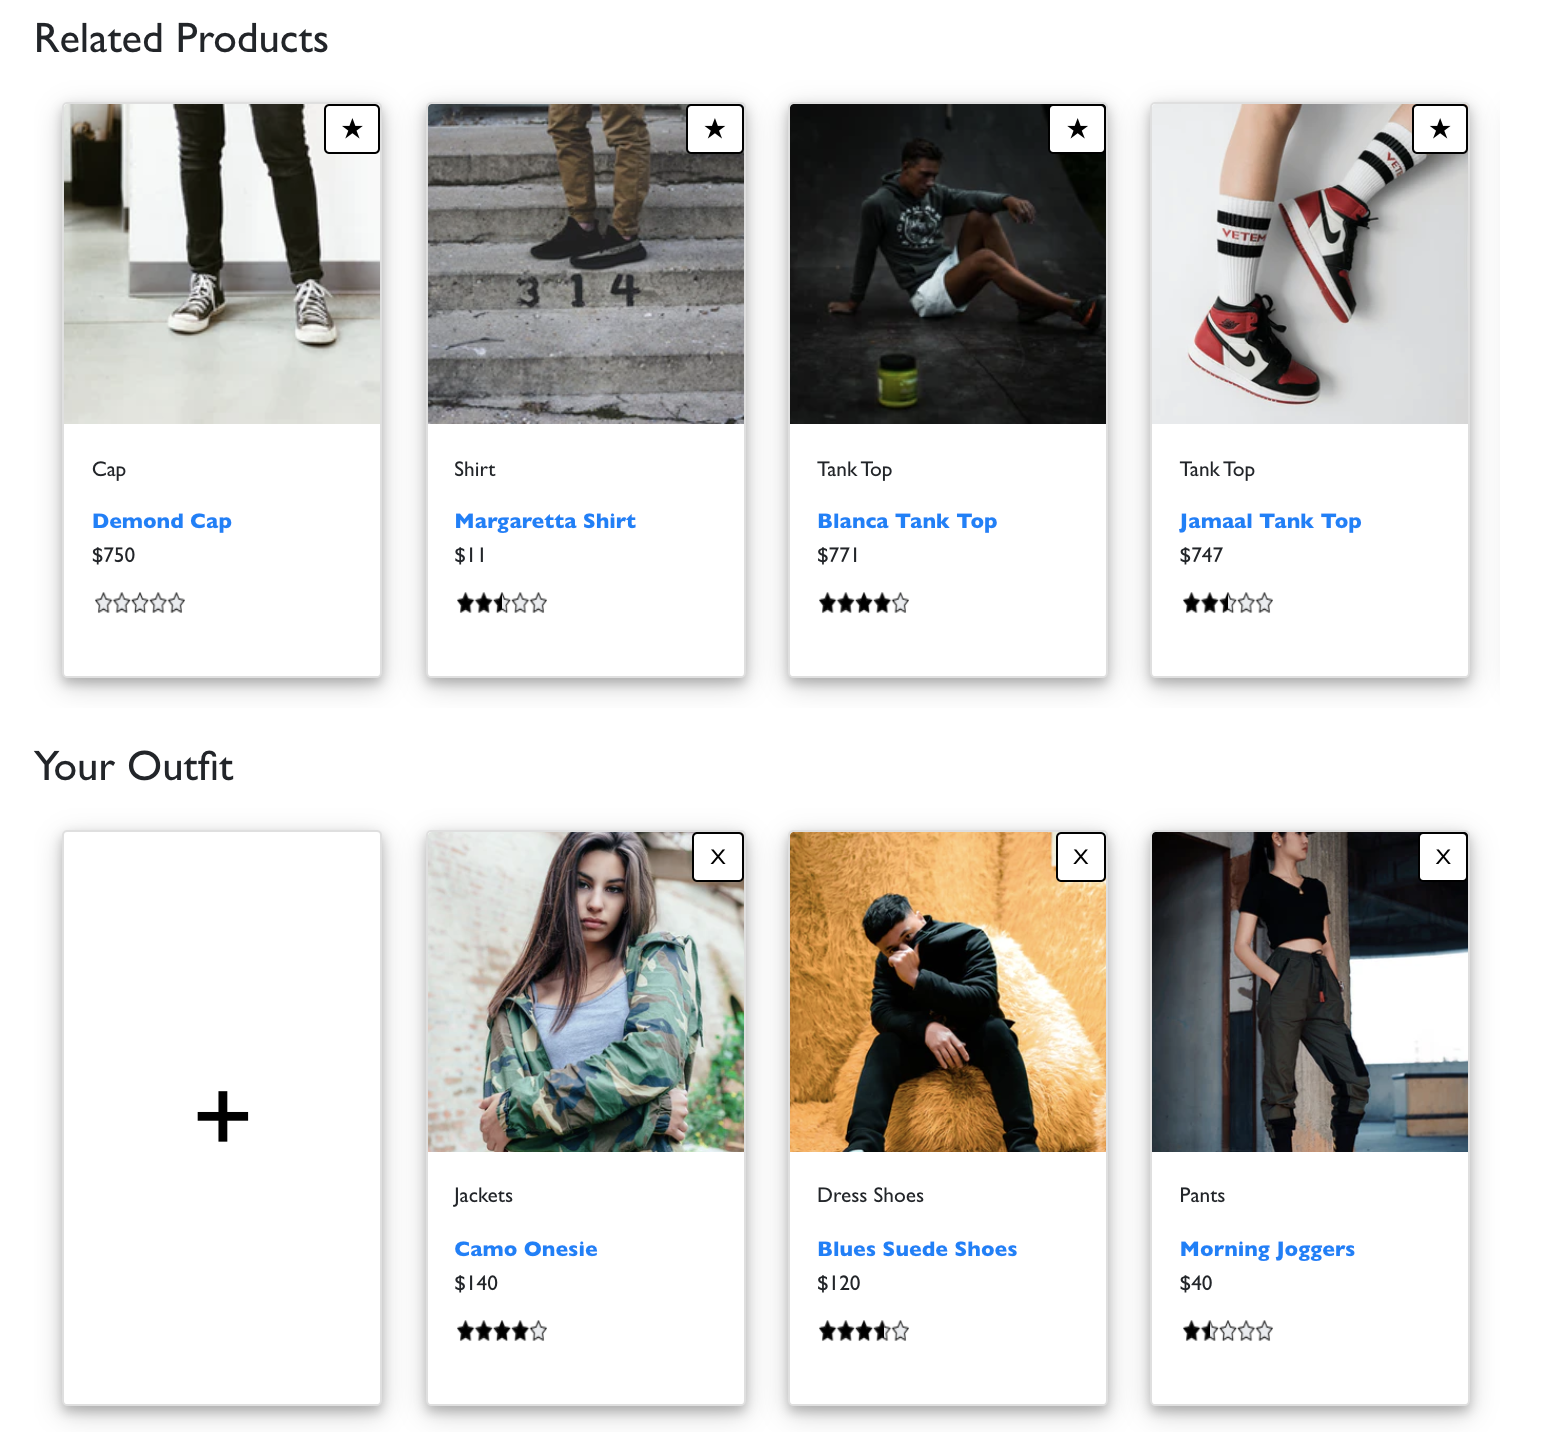 Related Products
★
★
★
★
3 1 4
VETEM
VET
Cap
Shirt
Tank Top
Tank Top
Demond Cap
Margaretta Shirt
Blanca Tank Top
Jamaal Tank Top
$750
$11
$771
$747
Your Outfit
X
X
X
+
Jackets
Dress Shoes
Pants
Camo Onesie
Blues Suede Shoes
Morning Joggers
$140
$120
$40